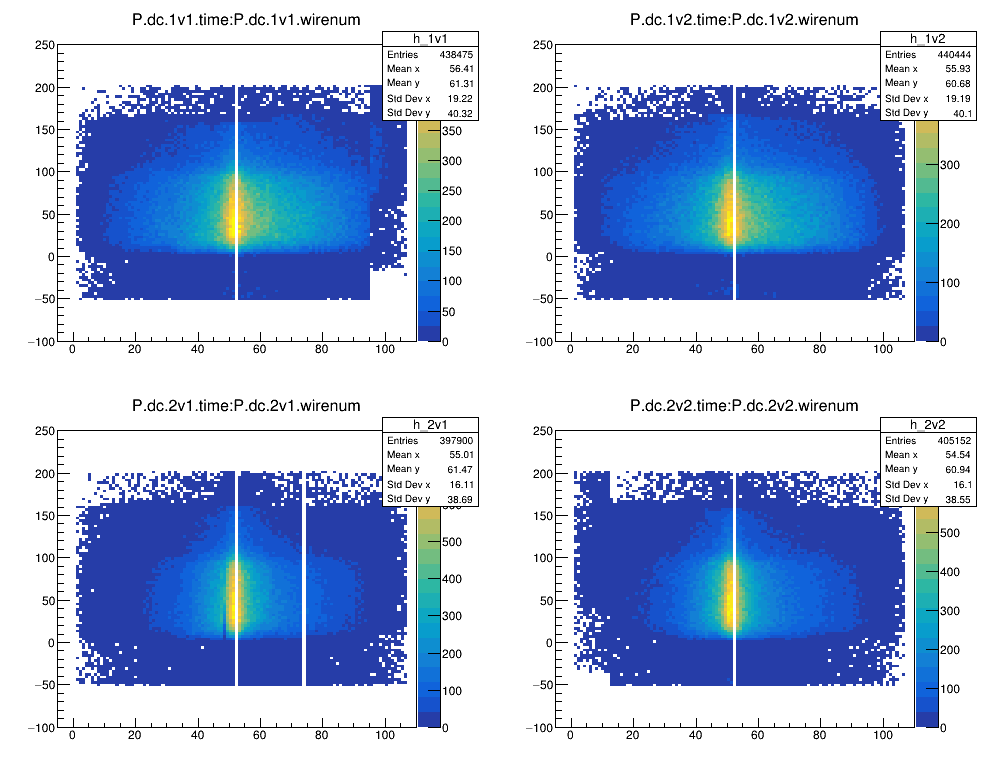 P.dc.1v1.time:P.dc.1v1.wirenum
h_1v1
Entries 438475
Mean x 56.41
Mean y 61.31
Std Dev x 19.22
Std Dev y 40.32
250
200
150
100
50
0
−50
−100
0 20 40 60 80 100
350
300
250
200
150
100
50
0
P.dc.1v2.time:P.dc.1v2.wirenum
h_1v2
Entries 440444
Mean x 55.93
Mean y 60.68
Std Dev x 19.19
Std Dev y 40.1
250
200
150
100
50
0
−50
−100
0 20 40 60 80 100
300
200
100
0
P.dc.2v1.time:P.dc.2v1.wirenum
h_2v1
Entries 397900
Mean x 55.01
Mean y 61.47
Std Dev x 16.11
Std Dev y 38.69
250
200
150
100
50
0
−50
−100
0 20 40 60 80 100
500
400
300
200
100
0
P.dc.2v2.time:P.dc.2v2.wirenum
h_2v2
Entries 405152
Mean x 54.54
Mean y 60.94
Std Dev x 16.1
Std Dev y 38.55
250
200
150
100
50
0
−50
−100
0 20 40 60 80 100
500
400
300
200
100
0